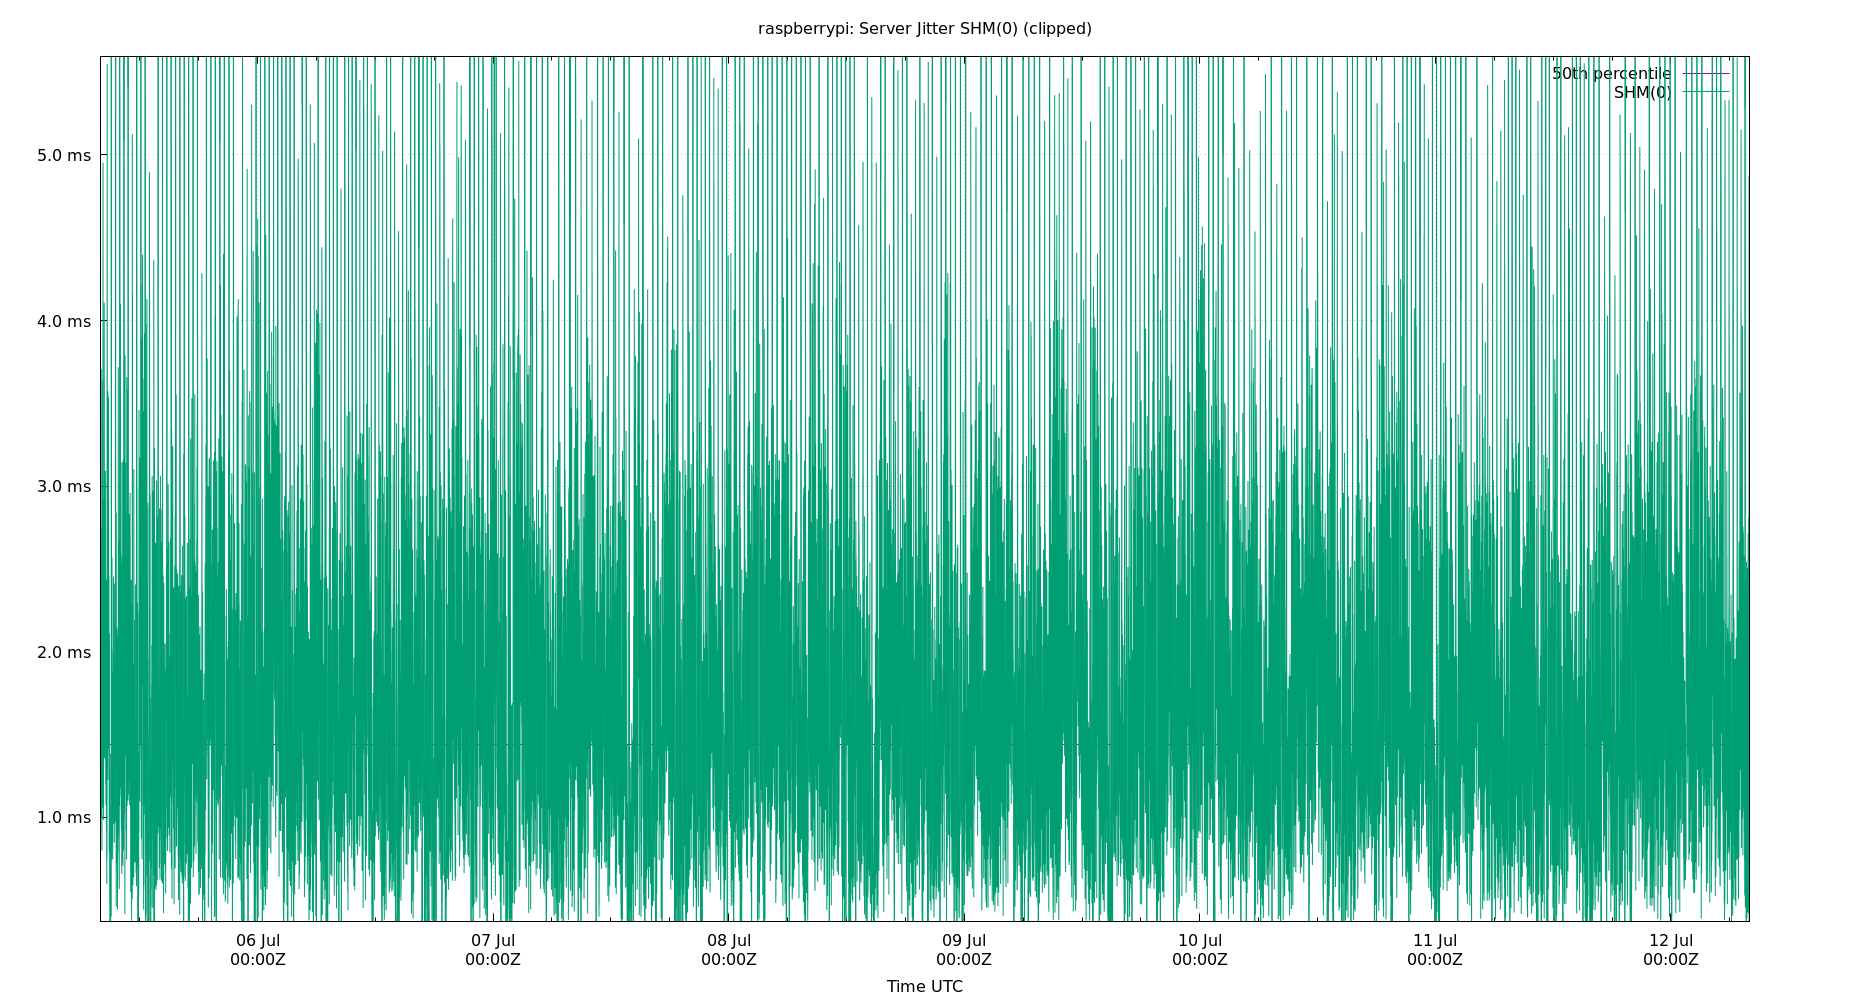 raspberrypi: Server Jitter SHM(0) (clipped)
50th percentile
SHM(0)
5.0 ms
4.0 ms
3.0 ms
2.0 ms
1.0 ms
06 Jul 07 Jul 08 Jul 09 Jul 10 Jul 11 Jul 12 Jul
00:00Z 00:00Z 00:00Z 00:00Z 00:00Z 00:00Z 00:00Z
Time UTC